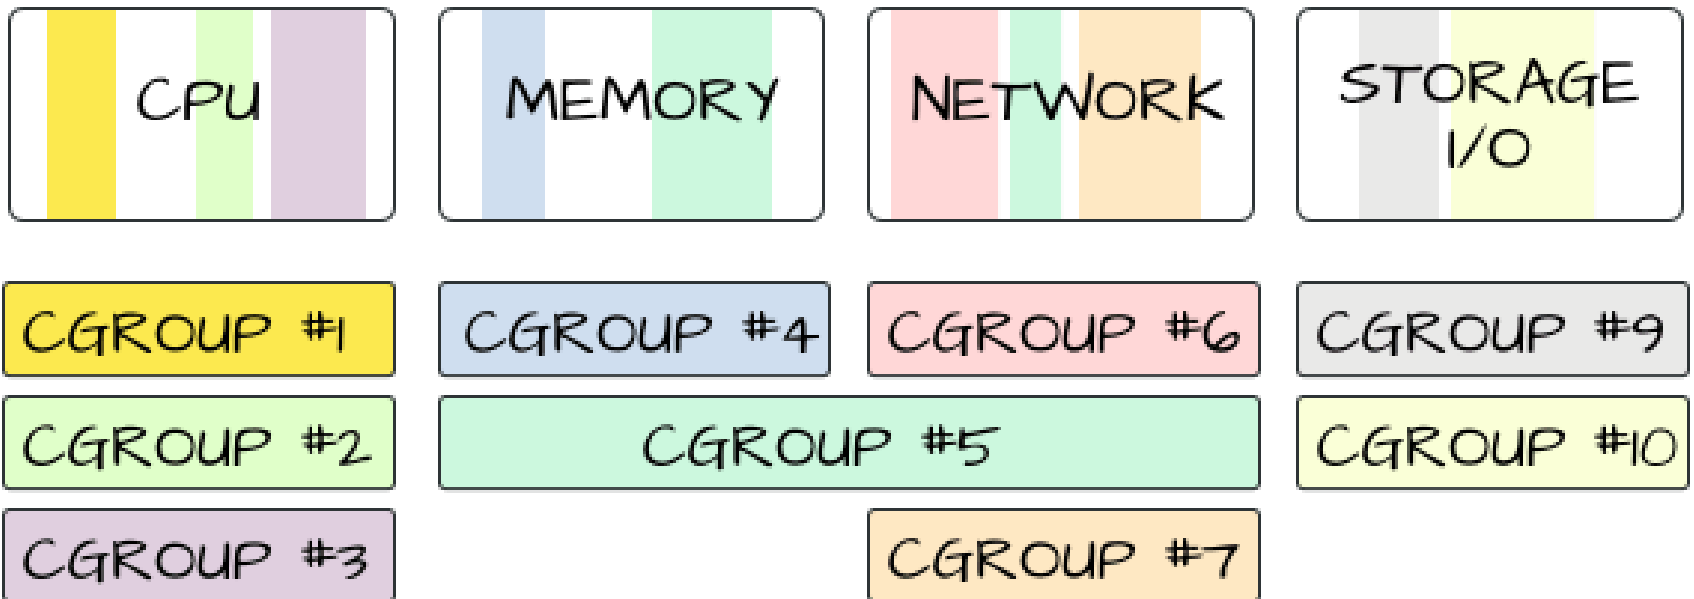 CPU
MEMORY
NETWORK
STORAGE
I/O
CGROUP #1
CGROUP #4
CGROUP #6
CGROUP #9
CGROUP #2
CGROUP #5
CGROUP #10
CGROUP #3
CGROUP #7